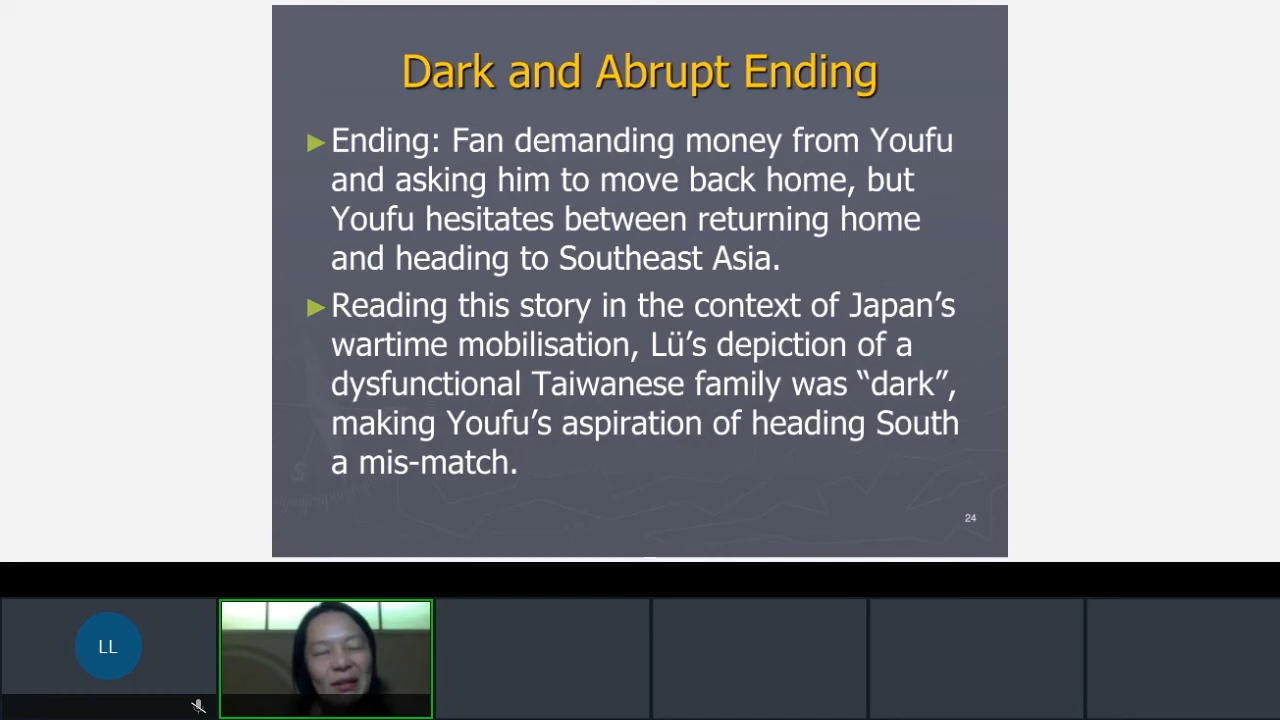 Dark and Abrupt Ending
►Ending: Fan demanding money from Youfu
and asking him to move back home, but
Youfu hesitates between returning home
and heading to Southeast Asia.
►Reading this story in the context of Japan’s
wartime mobilisation, Lü’s depiction of a
dysfunctional Taiwanese family was “dark”,
making Youfu’s aspiration of heading South
a mis-match.
24
LL